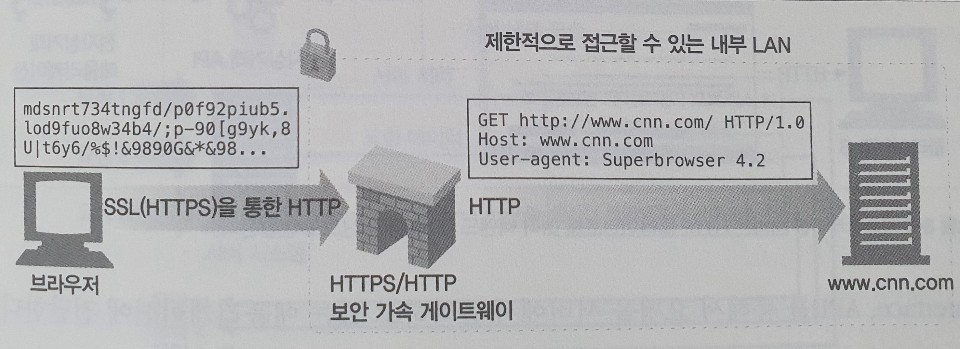 제한적으로 접근할 수 있는 내부 LAN
mdsnrt734tngfd/p0f92piub5.
lod9fuo8w34b4/;p-90[g9yk,8
U|t6y6/%$!&9890G&*&98...
GET http://www.cnn.com/ HTTP/1.0
Host: www.cnn.com
User-agent: Superbrowser 4.2
SSL(HTTPS)을 통한 HTTP
HTTP
브라우저
HTTPS/HTTP
보안 가속 게이트웨이
www.cnn.com